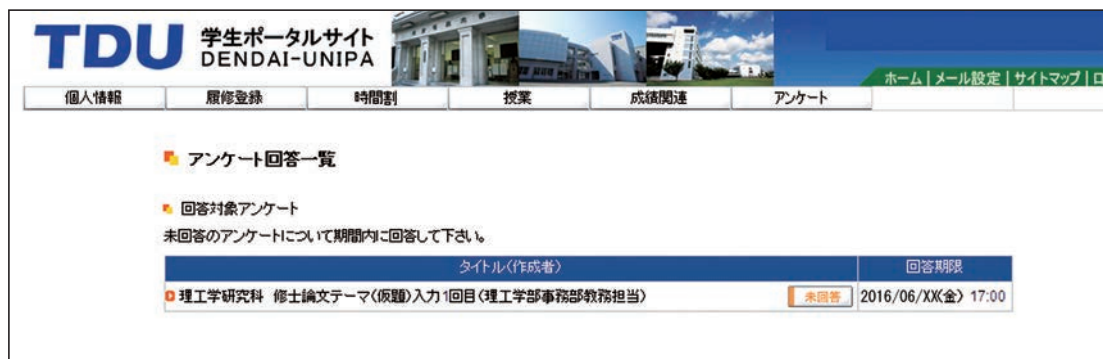 TDU 学生ポータルサイト
DENDAI-UNIPA
ホーム | メール設定 | サイトマップ |
個人情報 履修登録 時間割 授業 成績関連 アンケート
アンケート回答一覧
回答対象アンケート
未回答のアンケートについて期間内に回答して下さい。
タイトル(作成者) 回答期限
理工学研究科 修士論文テーマ(仮題)入力1回目(理工学部事務部教務担当) 未回答 2016/06/XX(金) 17:00